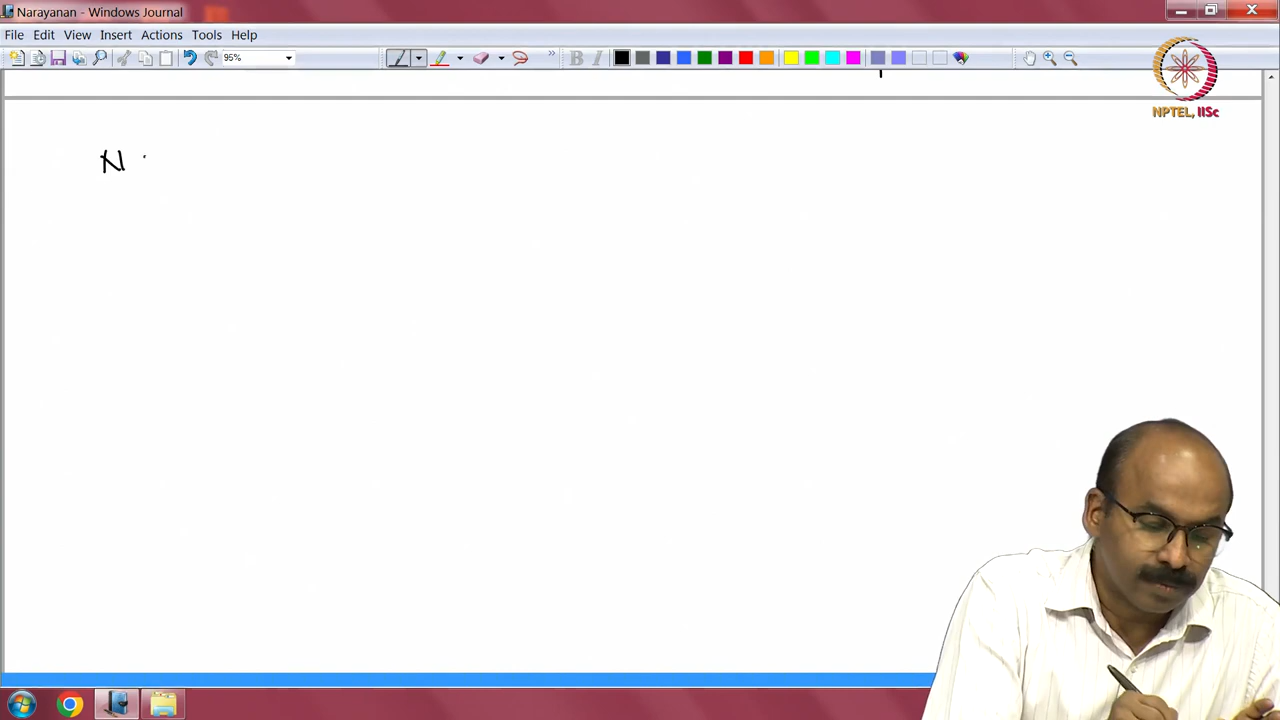 Narayanan - Windows Journal
File Edit View Insert Actions Tools Help
95%
B I
NPTEL, IISc
N